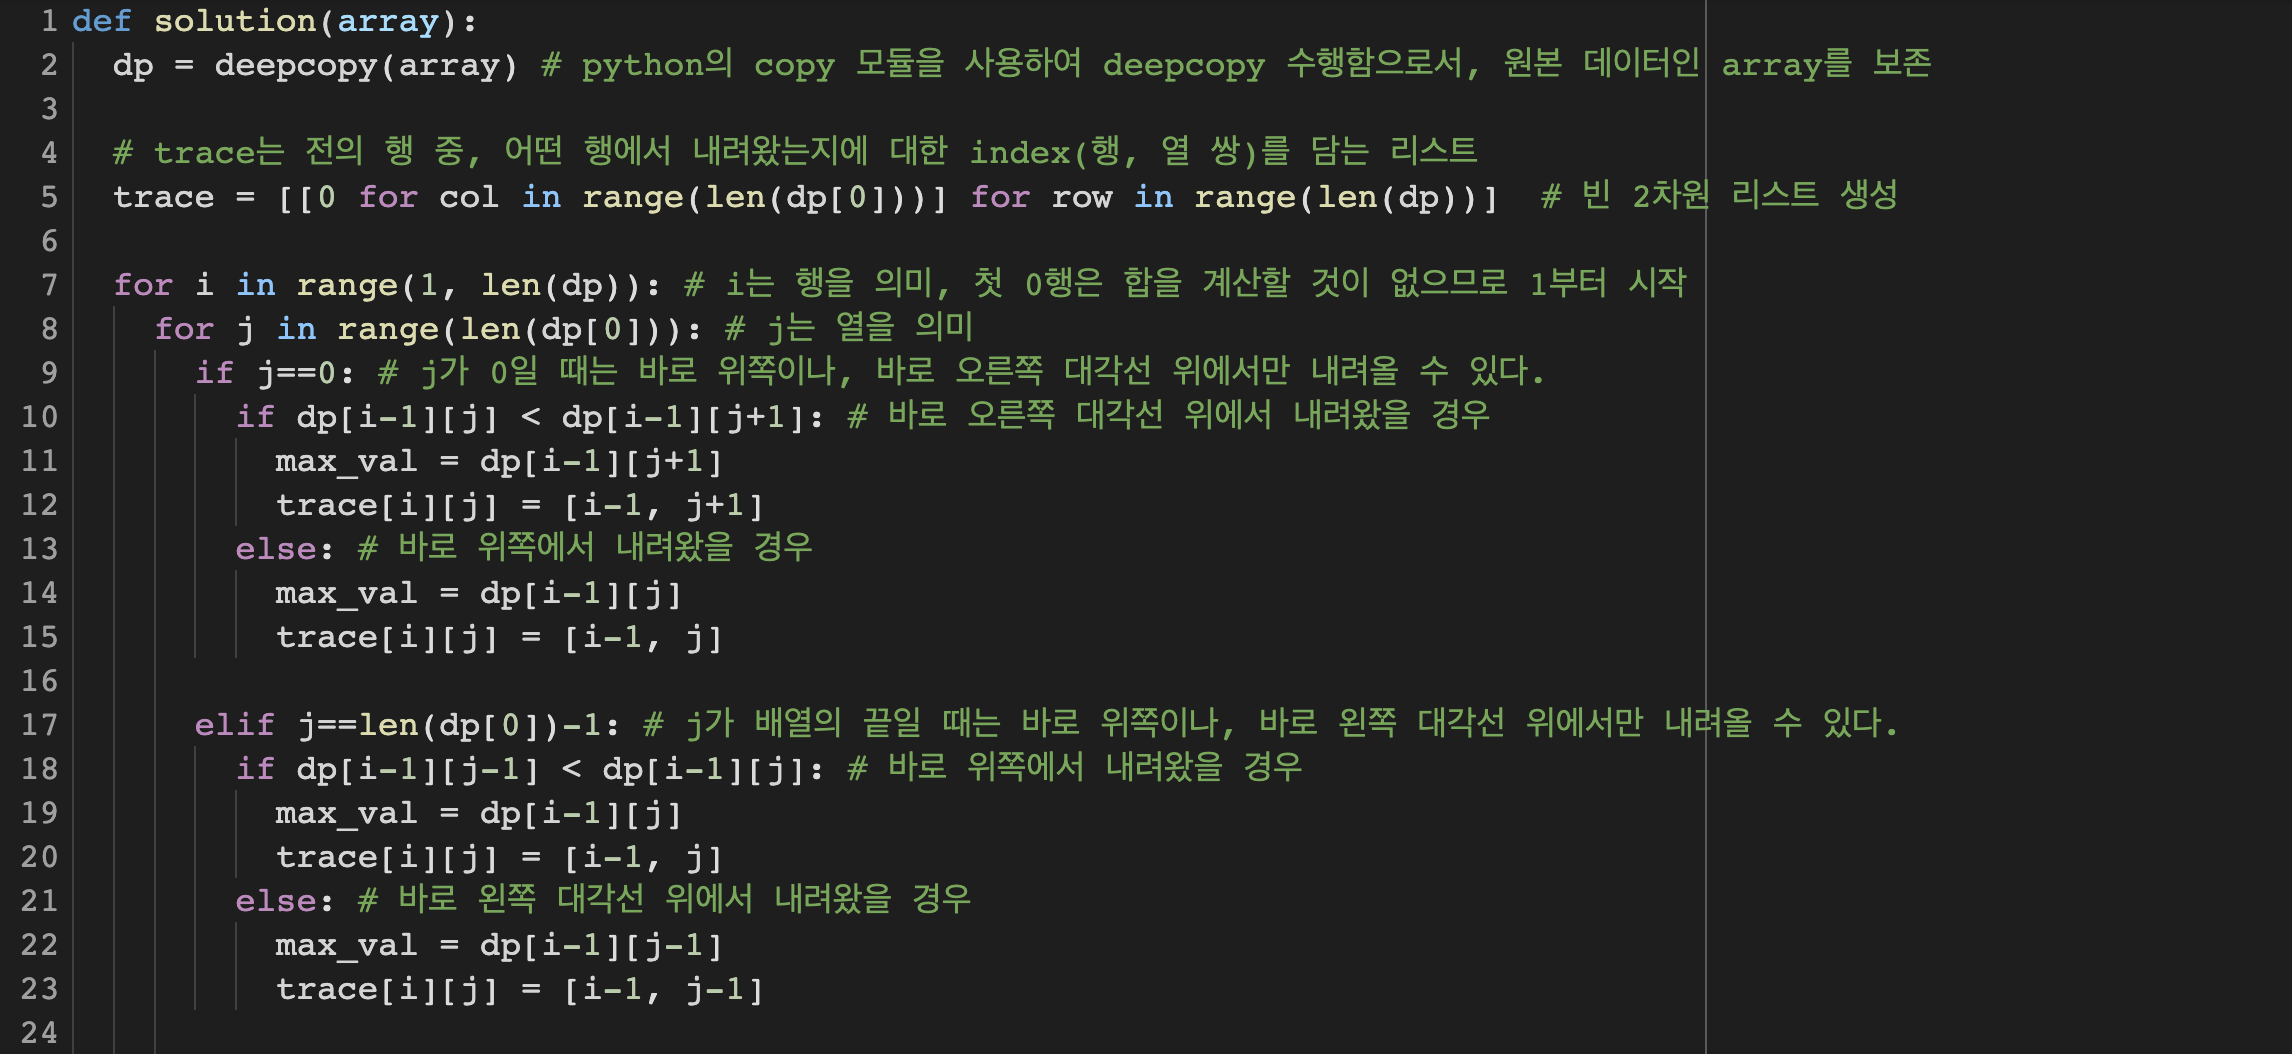 1 def solution(array):
2   dp = deepcopy(array) # python의 copy 모듈을 사용하여 deepcopy 수행함으로서, 원본 데이터인 array를 보존
3
4   # trace는 전의 행 중, 어떤 행에서 내려왔는지에 대한 index(행, 열 쌍)를 담는 리스트
5   trace = [[0 for col in range(len(dp[0]))] for row in range(len(dp))]  # 빈 2차원 리스트 생성
6
7   for i in range(1, len(dp)): # i는 행을 의미, 첫 0행은 합을 계산할 것이 없으므로 1부터 시작
8     for j in range(len(dp[0])): # j는 열을 의미
9       if j==0: # j가 0일 때는 바로 위쪽이나, 바로 오른쪽 대각선 위에서만 내려올 수 있다.
10         if dp[i-1][j] < dp[i-1][j+1]: # 바로 오른쪽 대각선 위에서 내려왔을 경우
11           max_val = dp[i-1][j+1]
12           trace[i][j] = [i-1, j+1]
13         else: # 바로 위쪽에서 내려왔을 경우
14           max_val = dp[i-1][j]
15           trace[i][j] = [i-1, j]
16
17       elif j==len(dp[0])-1: # j가 배열의 끝일 때는 바로 위쪽이나, 바로 왼쪽 대각선 위에서만 내려올 수 있다.
18         if dp[i-1][j-1] < dp[i-1][j]: # 바로 위쪽에서 내려왔을 경우
19           max_val = dp[i-1][j]
20           trace[i][j] = [i-1, j]
21         else: # 바로 왼쪽 대각선 위에서 내려왔을 경우
22           max_val = dp[i-1][j-1]
23           trace[i][j] = [i-1, j-1]
24